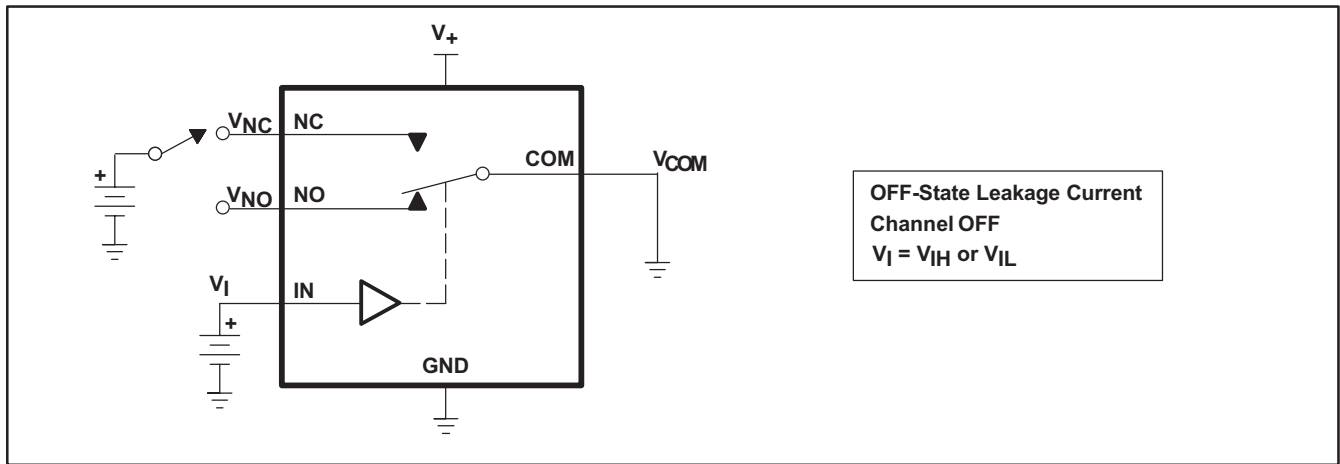 V+
VNC NC
COM VCOM
VNO NO
VI IN
GND
+
+
OFF-State Leakage Current
Channel OFF
VI = VIH or VIL